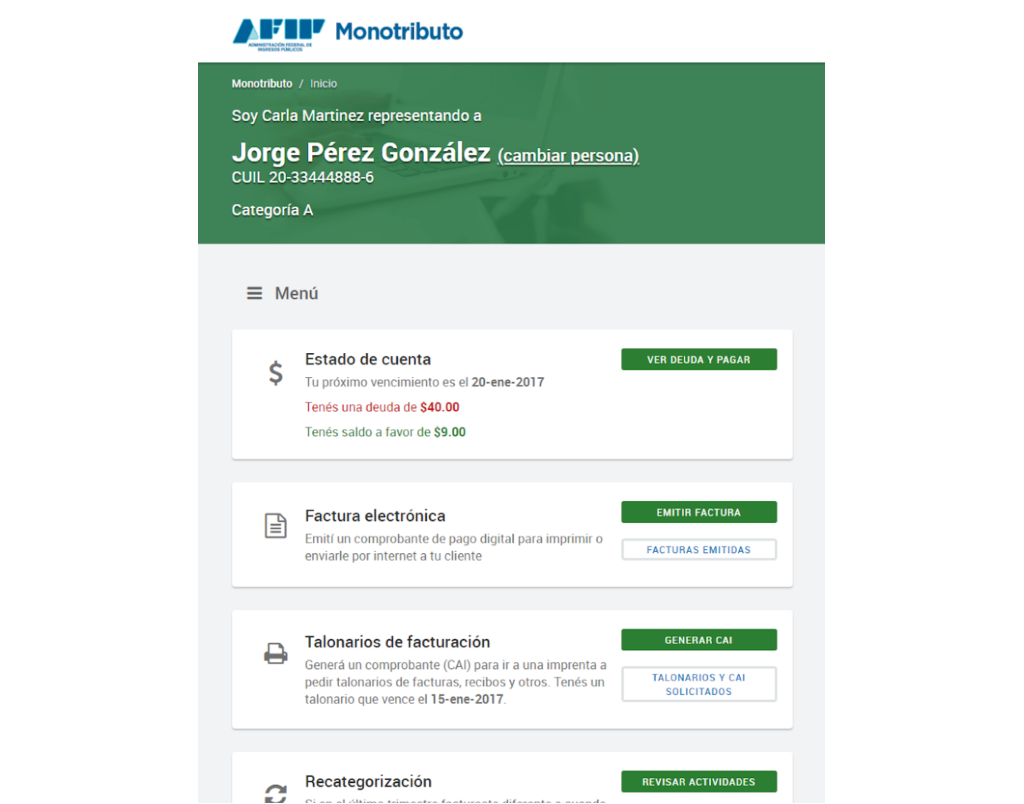 AFIP Monotributo
ADMINISTRACIÓN FEDERAL DE
INGRESOS PÚBLICOS
Monotributo / Inicio
Soy Carla Martinez representando a
Jorge Pérez González (cambiar persona)
CUIL 20-33444888-6
Categoría A
Menú
Estado de cuenta
Tu próximo vencimiento es el 20-ene-2017
Tenés una deuda de $40.00
Tenés saldo a favor de $9.00
VER DEUDA Y PAGAR
Factura electrónica
Emití un comprobante de pago digital para imprimir o
enviarle por internet a tu cliente
EMITIR FACTURA
FACTURAS EMITIDAS
Talonarios de facturación
Generá un comprobante (CAI) para ir a una imprenta a
pedir talonarios de facturas, recibos y otros. Tenés un
talonario que vence el 15-ene-2017.
GENERAR CAI
TALONARIOS Y CAI
SOLICITADOS
Recategorización
REVISAR ACTIVIDADES